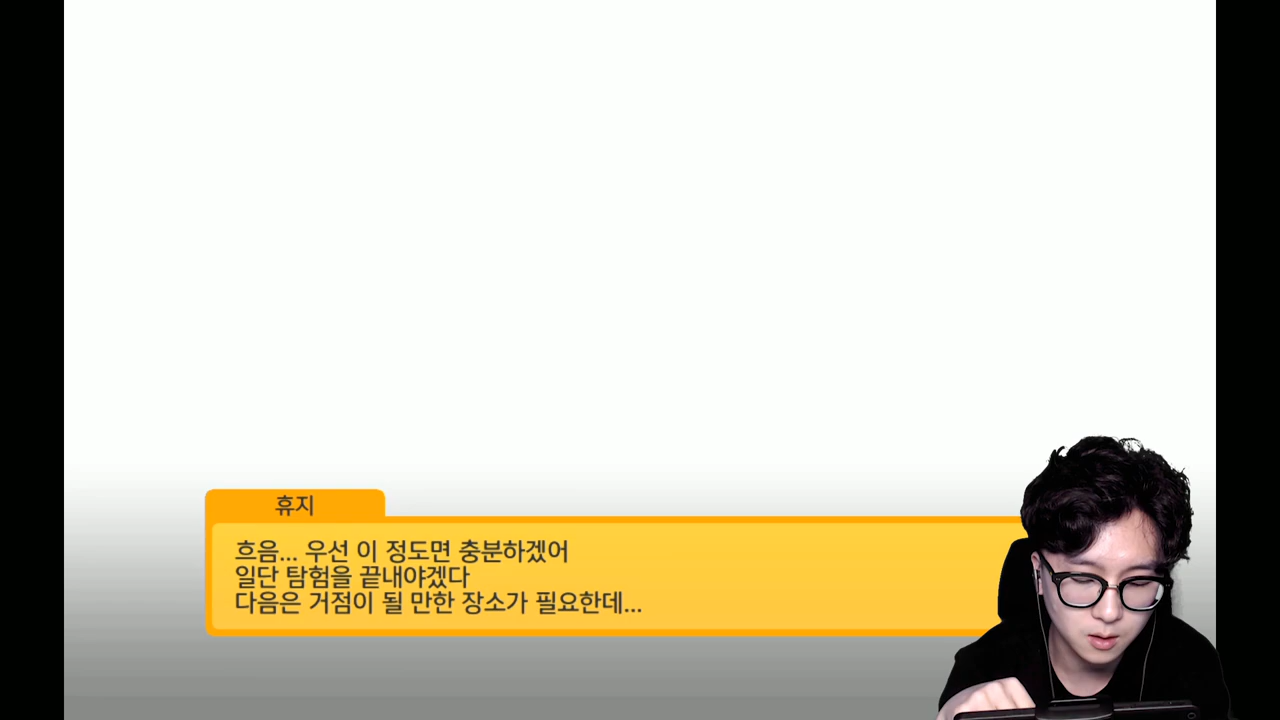 휴지
흐음... 우선 이 정도면 충분하겠어
일단 탐험을 끝내야겠다
다음은 거점이 될 만한 장소가 필요한데...